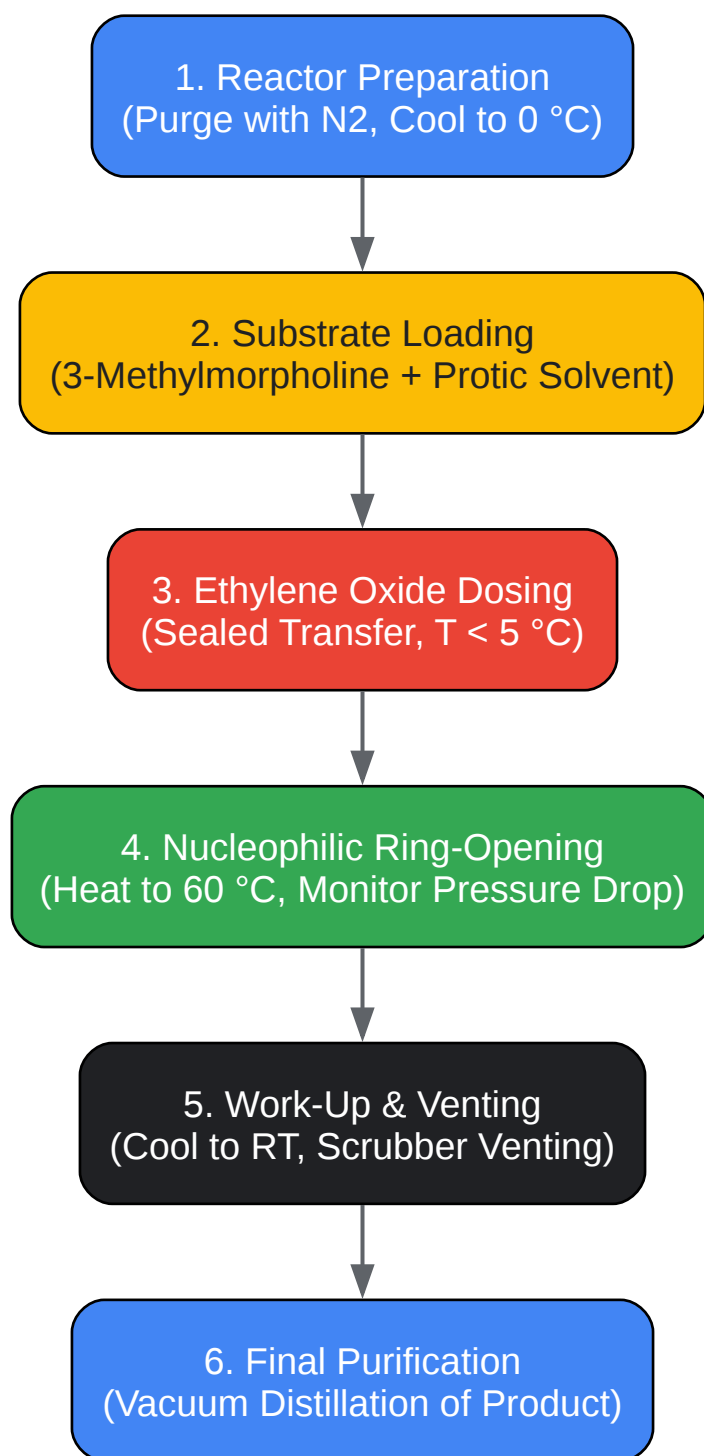 1. Reactor Preparation
(Purge with N2, Cool to 0 °C)
2. Substrate Loading
(3-Methylmorpholine + Protic Solvent)
3. Ethylene Oxide Dosing
(Sealed Transfer, T < 5 °C)
4. Nucleophilic Ring-Opening
(Heat to 60 °C, Monitor Pressure Drop)
5. Work-Up & Venting
(Cool to RT, Scrubber Venting)
6. Final Purification
(Vacuum Distillation of Product)